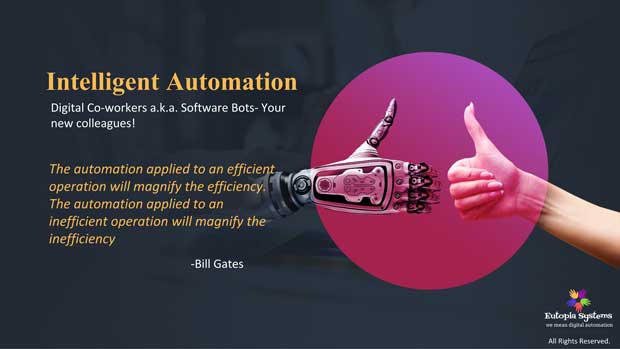 Intelligent Automation
Digital Co-workers a.k.a. Software Bots- Your
new colleagues!
The automation applied to an efficient
operation will magnify the efficiency.
The automation applied to an
inefficient operation will magnify the
inefficiency
-Bill Gates
Eutopia Systems
we mean digital automation
All Rights Reserved.